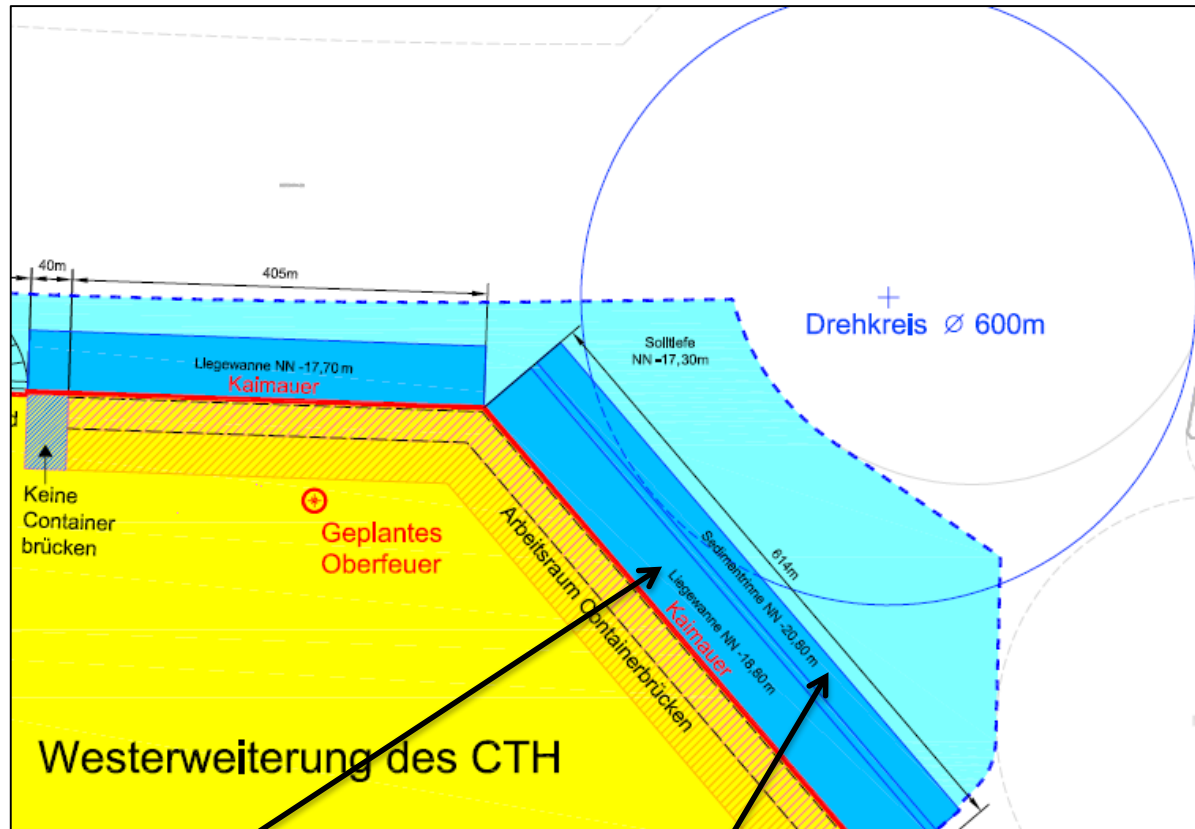 40m
405m
Drehkreis ∅ 600m
Solltiefe
NN -17,30m
Liegewanne NN -17,70 m
Kaimauer
d
Keine
Container
brücken
Geplantes
Oberfeuer
Arbeitsraum Containerbrücken
Sedimentrinne NN -20,80 m
614m
Liegewanne NN -18,80 m
Kaimauer
Westerweiterung des CTH